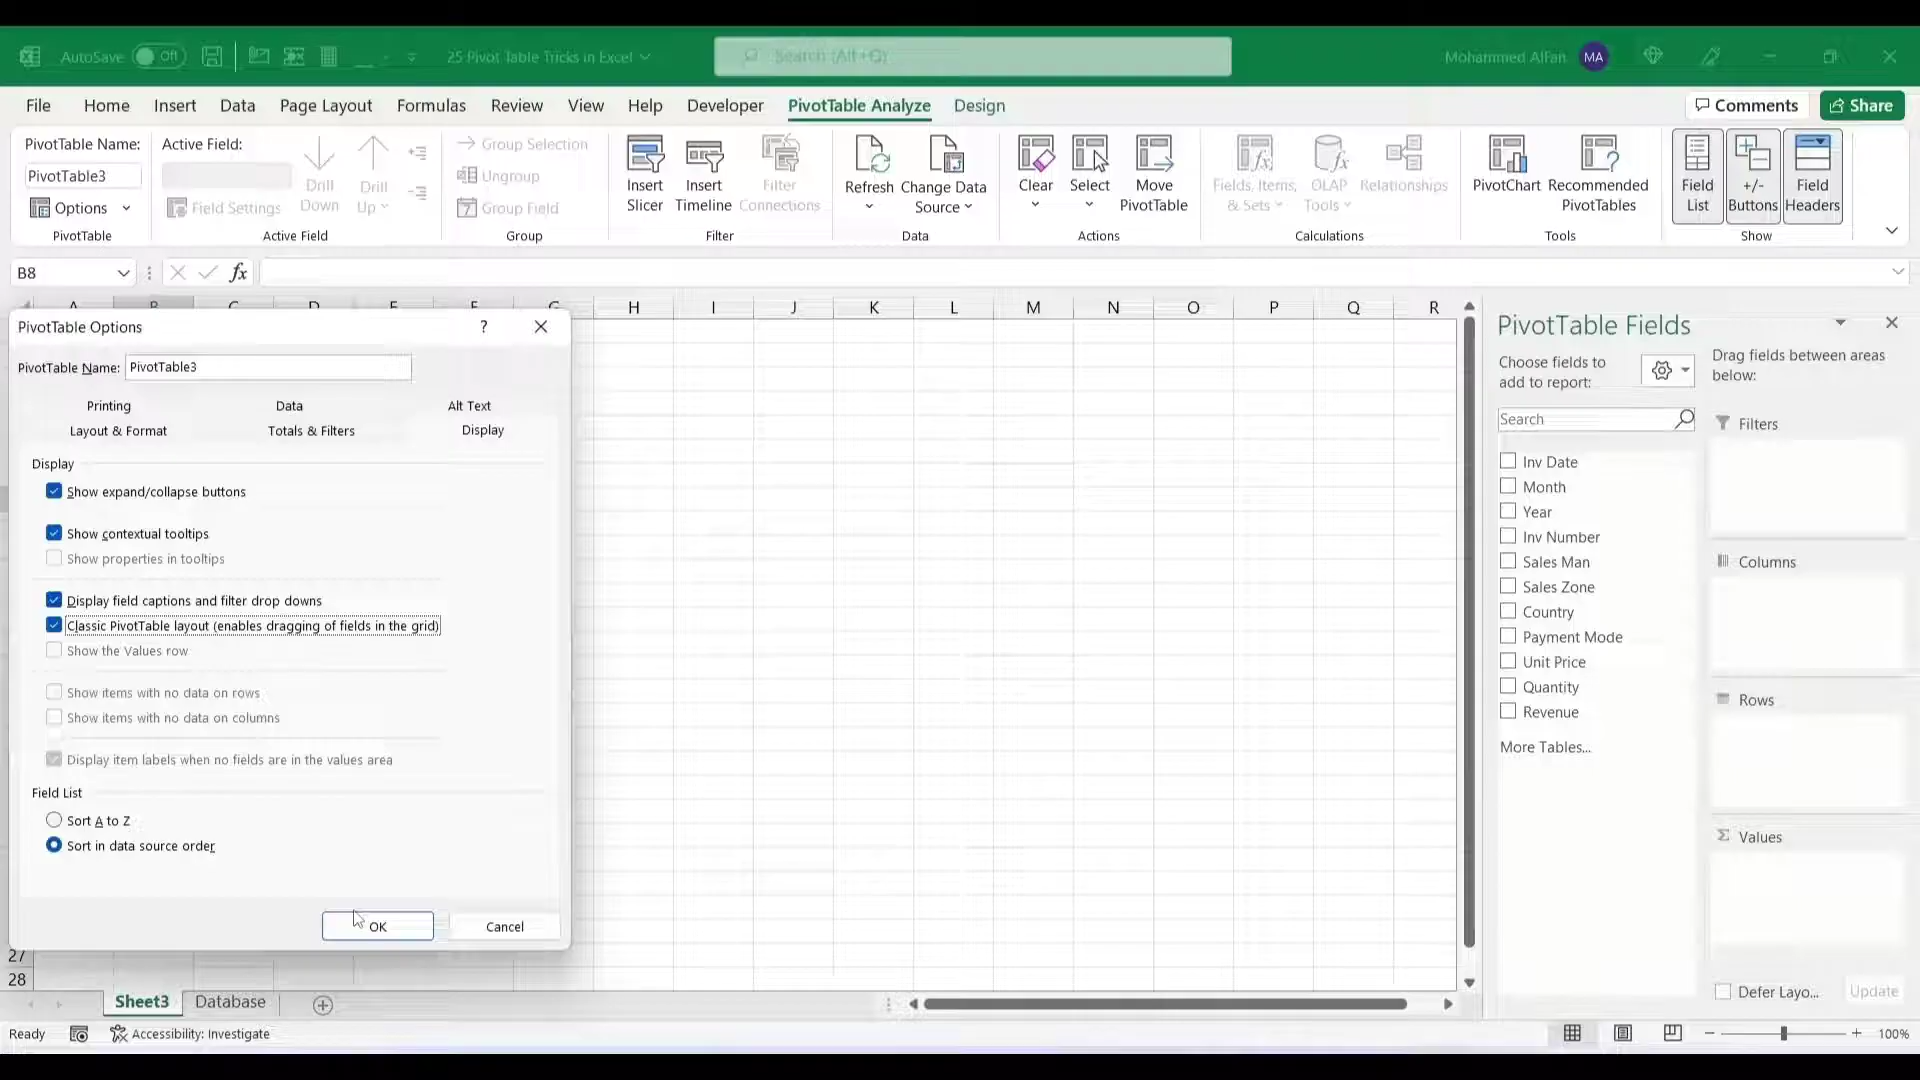 AutoSave Off 25 Pivot Table Tricks in Excel Search (Alt+Q) Mohammed Alfan MA
File Home Insert Data Page Layout Formulas Review View Help Developer PivotTable Analyze Design Comments Share
PivotTable Name:
PivotTable3
Options
PivotTable
Active Field:
Field Settings
Drill Down
Drill Up
Active Field
Group Selection
Ungroup
Group Field
Group
Insert Slicer
Insert Timeline
Filter Connections
Filter
Refresh
Change Data Source
Data
Clear
Select
Move PivotTable
Actions
Fields, Items, & Sets
OLAP Tools
Relationships
Calculations
PivotChart
Recommended PivotTables
Tools
Field List
+/- Buttons
Field Headers
Show
B8 fx
A B C D E F G H I J K L M N O P Q R
PivotTable Options ?
PivotTable Name: PivotTable3
Printing Data Alt Text
Layout & Format Totals & Filters Display
Display
Show expand/collapse buttons
Show contextual tooltips
Show properties in tooltips
Display field captions and filter drop downs
Classic PivotTable layout (enables dragging of fields in the grid)
Show the Values row
Show items with no data on rows
Show items with no data on columns
Display item labels when no fields are in the values area
Field List
Sort A to Z
Sort in data source order
OK Cancel
27
28
PivotTable Fields
Choose fields to
add to report:
Search
Inv Date
Month
Year
Inv Number
Sales Man
Sales Zone
Country
Payment Mode
Unit Price
Quantity
Revenue
More Tables...
Drag fields between areas
below:
Filters
Columns
Rows
Σ Values
Defer Layo... Update
Sheet3 Database
Ready Accessibility: Investigate 100%